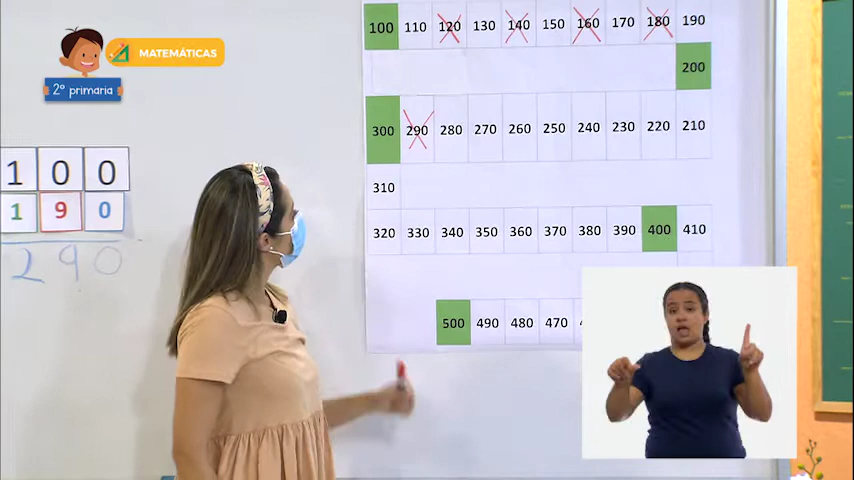 MATEMÁTICAS
2º primaria
100 110 120 130 140 150 160 170 180 190
200
300 290 280 270 260 250 240 230 220 210
310
320 330 340 350 360 370 380 390 400 410
500 490 480 470
1 0 0
1 9 0
2 9 0